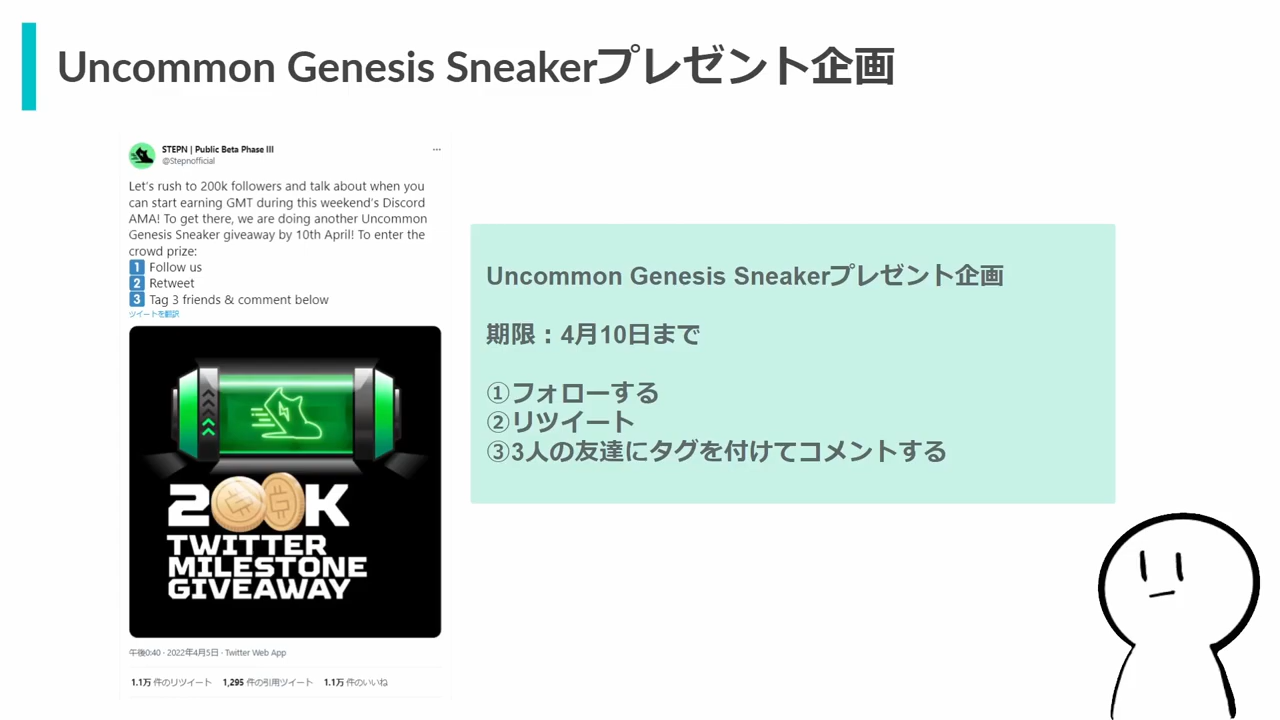 Uncommon Genesis Sneakerプレゼント企画
STEPN | Public Beta Phase III
@Stepnofficial
Let's rush to 200k followers and talk about when you
can start earning GMT during this weekend's Discord
AMA! To get there, we are doing another Uncommon
Genesis Sneaker giveaway by 10th April! To enter the
crowd prize:
1 Follow us
2 Retweet
3 Tag 3 friends & comment below
ツイートを翻訳
200K
TWITTER
MILESTONE
GIVEAWAY
午後0:40 · 2022年4月5日 · Twitter Web App
1.1万 件のリツイート 1,295 件の引用ツイート 1.1万 件のいいね
Uncommon Genesis Sneakerプレゼント企画
期限：4月10日まで
①フォローする
②リツイート
③3人の友達にタグを付けてコメントする